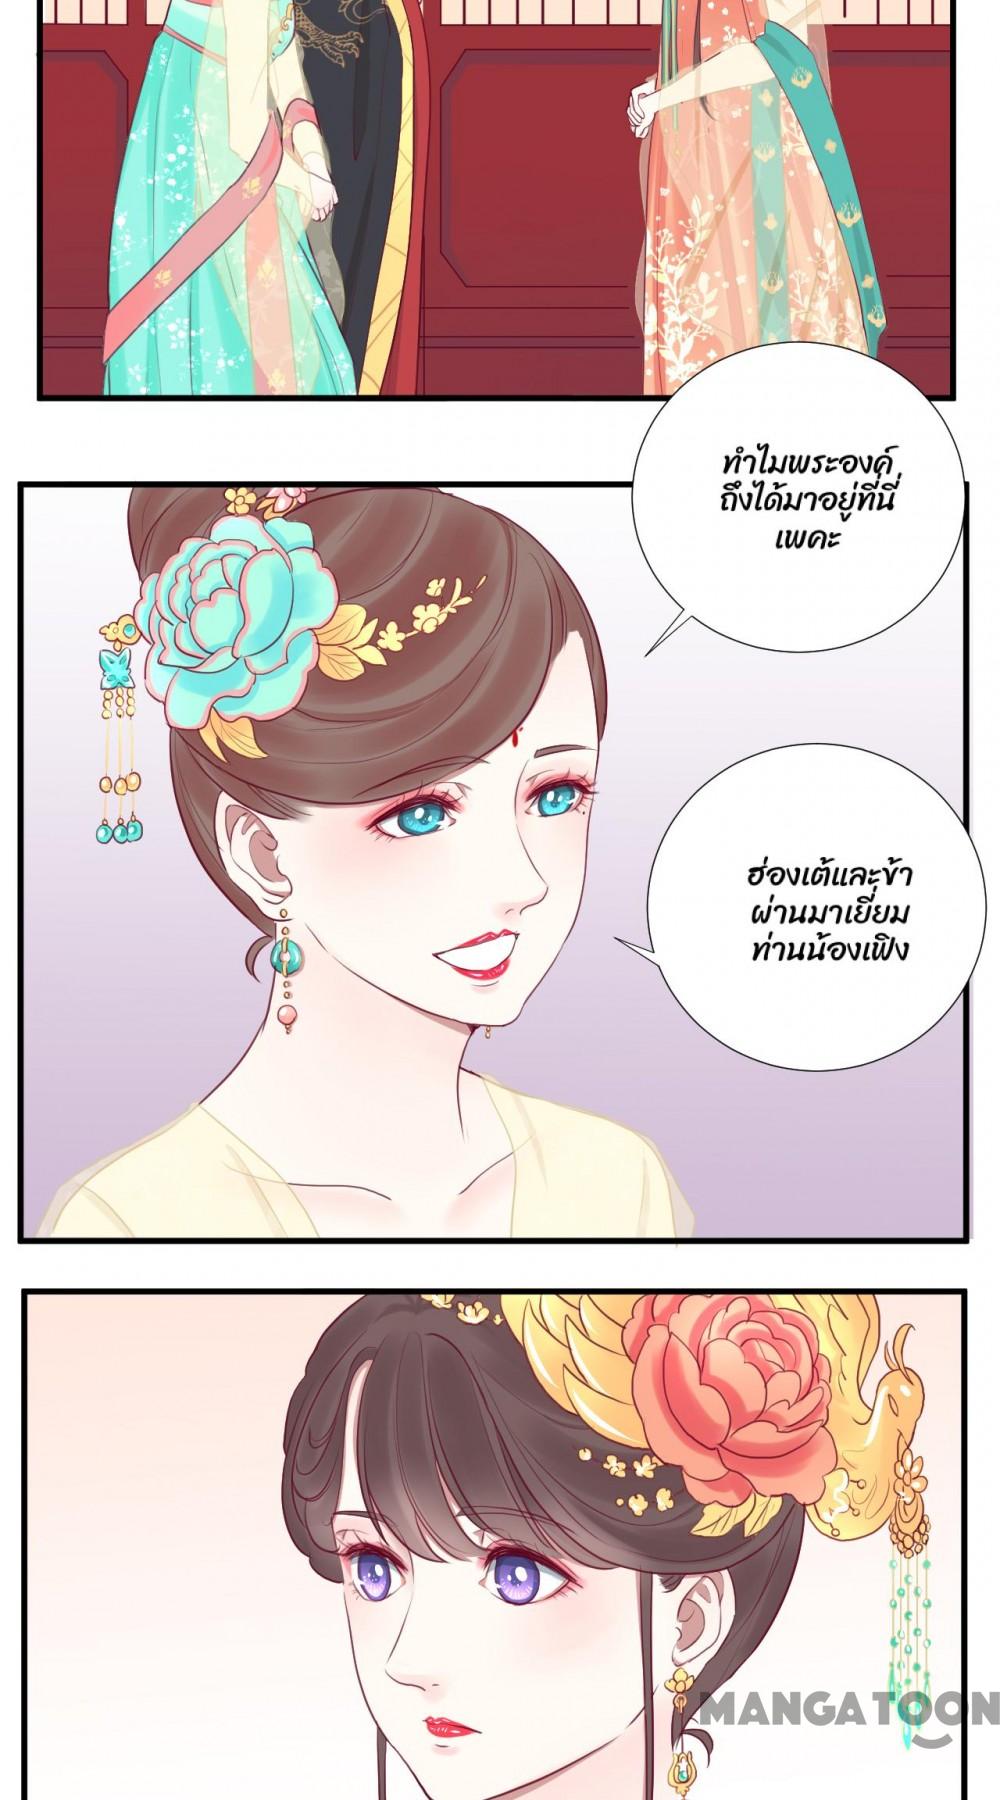 ทำไมพระองค์
ถึงได้มาอยู่ที่นี่
เพคะ
ฮ่องเต้และข้า
ผ่านมาเยี่ยม
ท่านน้องเฟิง
MANGATOON